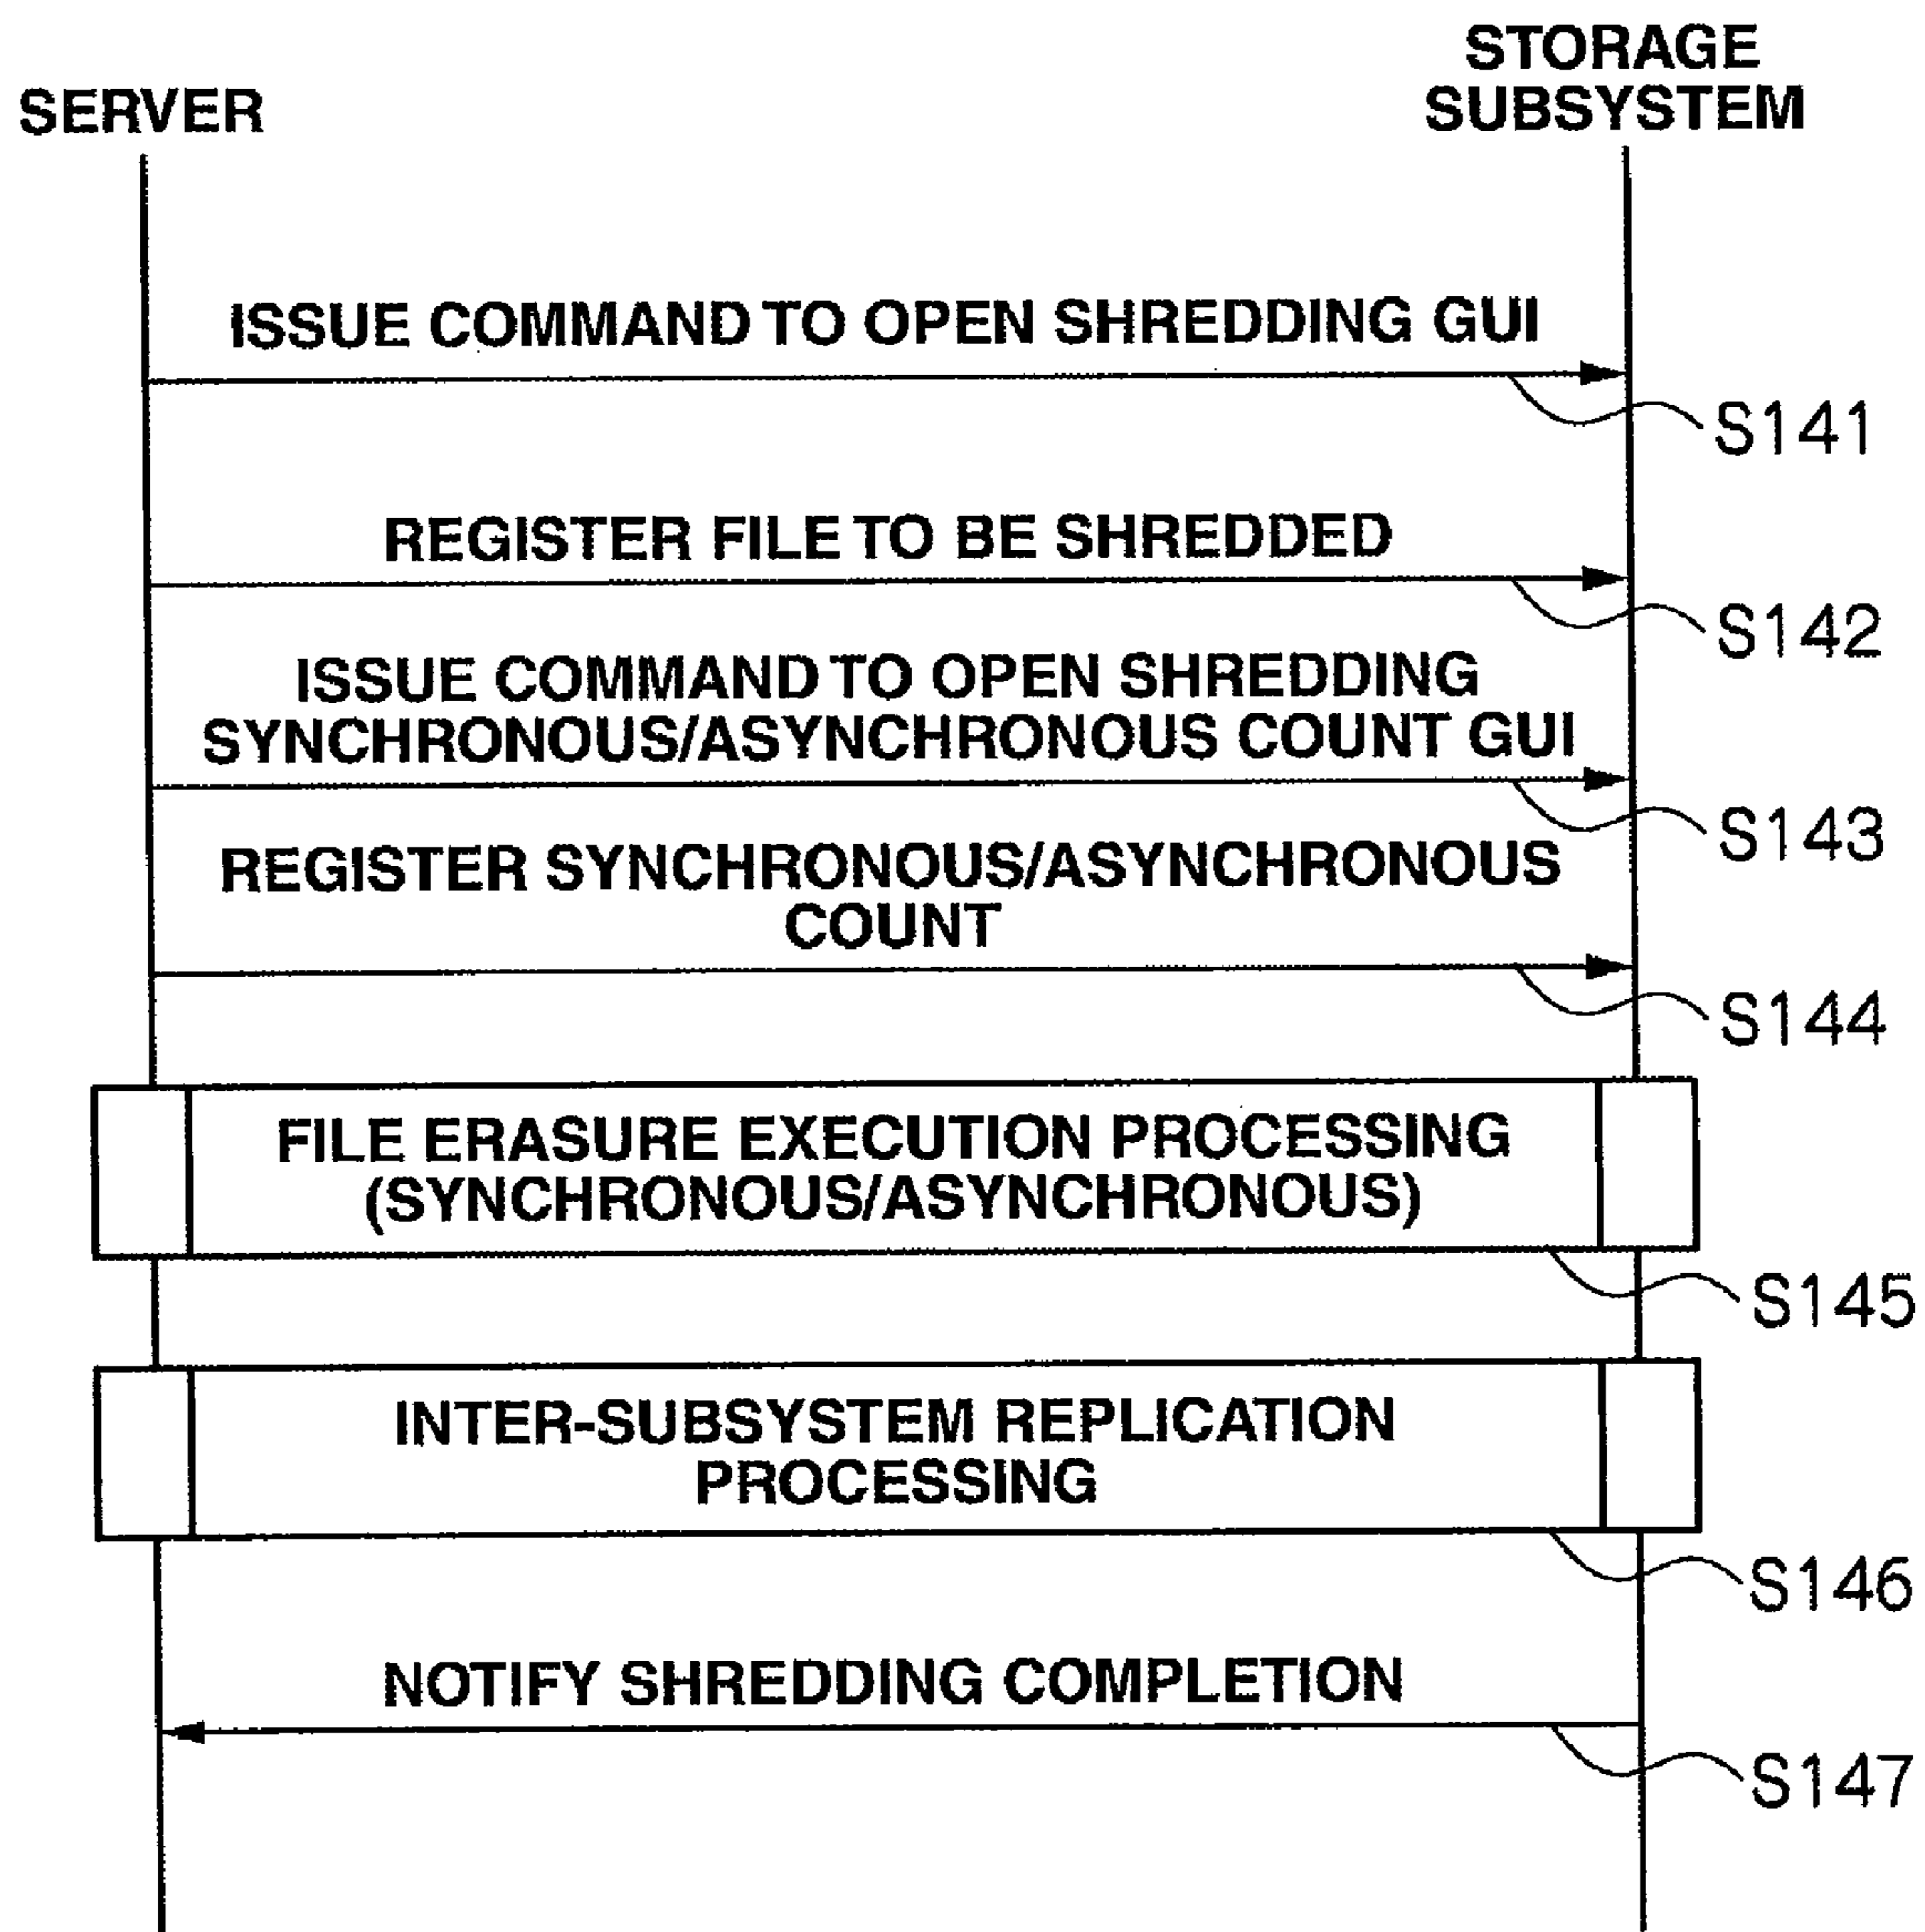 SERVER
STORAGE
SUBSYSTEM
ISSUE COMMAND TO OPEN SHREDDING GUI
S141
REGISTER FILE TO BE SHREDDED
S142
ISSUE COMMAND TO OPEN SHREDDING
SYNCHRONOUS/ASYNCHRONOUS COUNT GUI
S143
REGISTER SYNCHRONOUS/ASYNCHRONOUS
COUNT
S144
FILE ERASURE EXECUTION PROCESSING
(SYNCHRONOUS/ASYNCHRONOUS)
S145
INTER-SUBSYSTEM REPLICATION
PROCESSING
S146
NOTIFY SHREDDING COMPLETION
S147